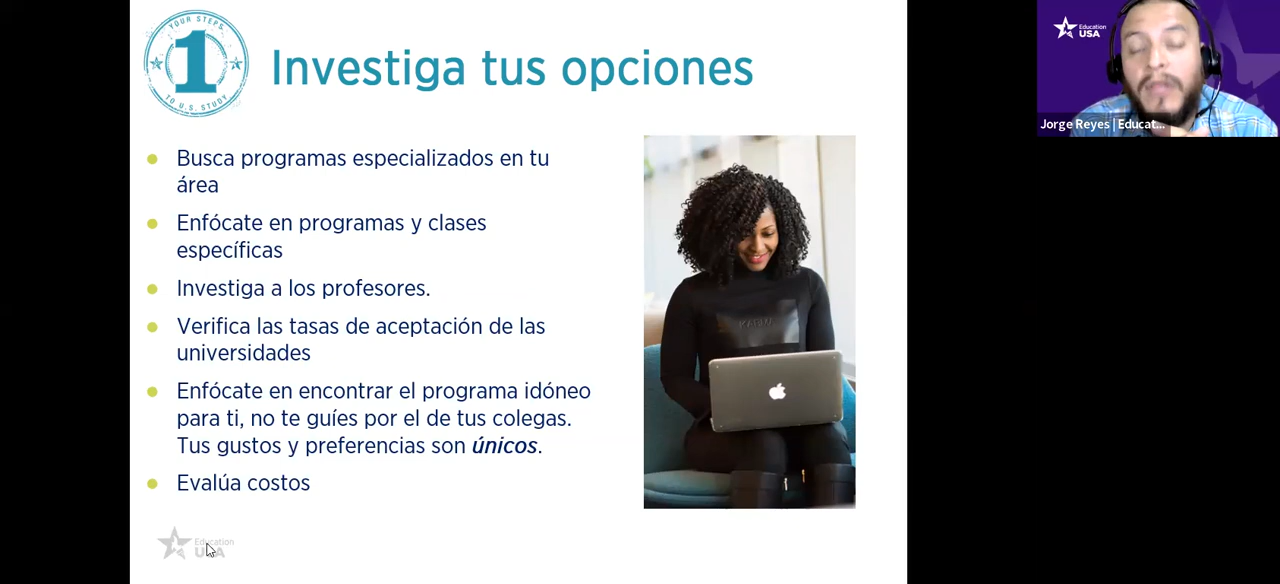 YOUR STEPS
1
TO U.S. STUDY
Investiga tus opciones
Busca programas especializados en tu
área
Enfócate en programas y clases
específicas
Investiga a los profesores.
Verifica las tasas de aceptación de las
universidades
Enfócate en encontrar el programa idóneo
para ti, no te guíes por el de tus colegas.
Tus gustos y preferencias son únicos.
Evalúa costos
Education
USA
Education
USA
Jorge Reyes | Educat...